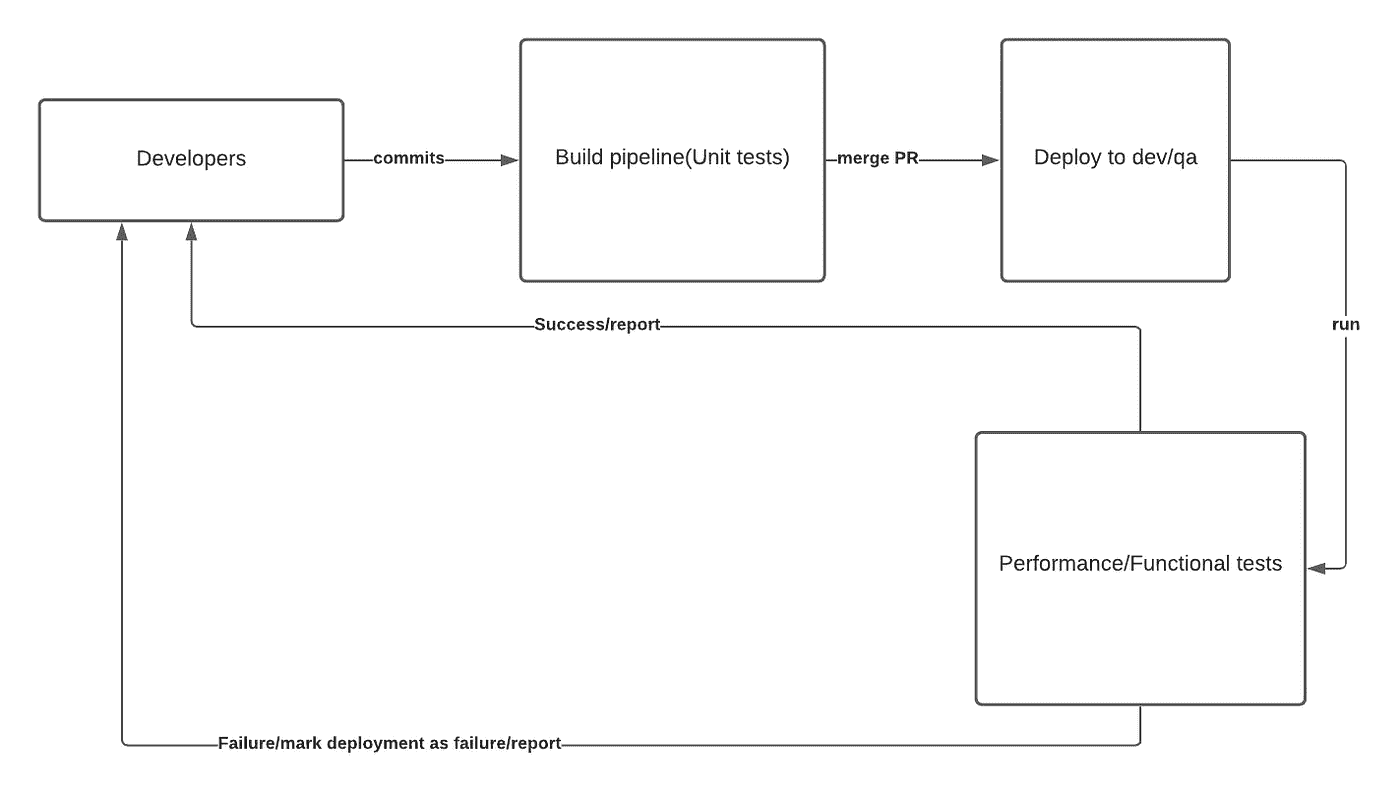 Developers
commits
Build pipeline(Unit tests)
merge PR
Deploy to dev/qa
Success/report
run
Performance/Functional tests
Failure/mark deployment as failure/report